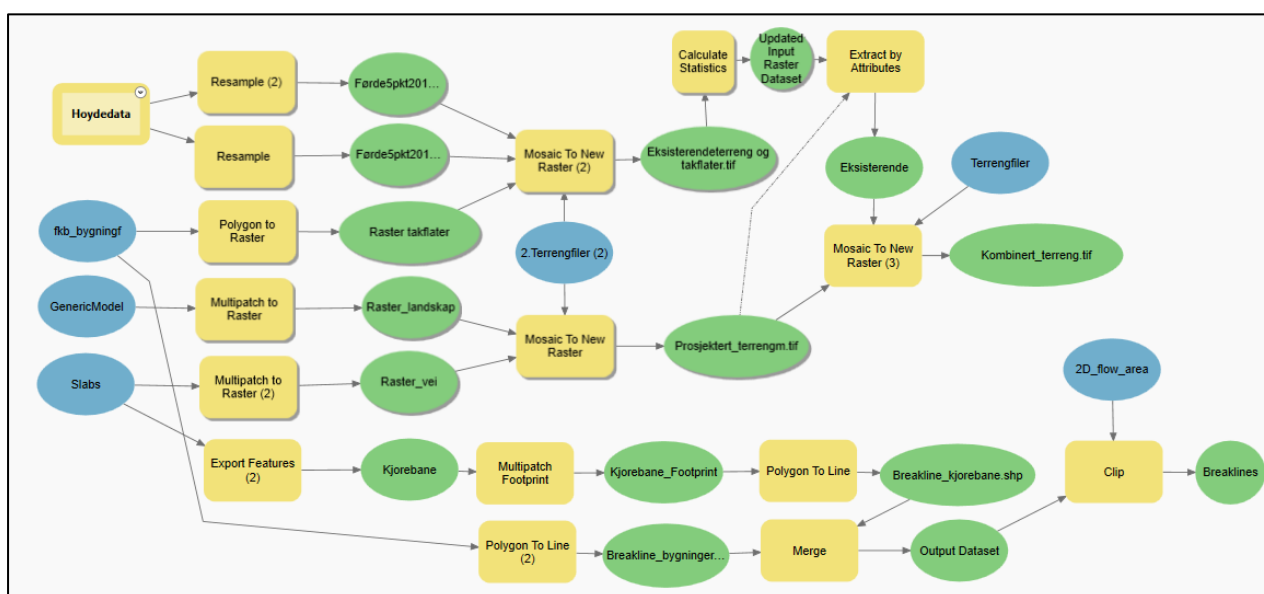 Hoydedata
Resample (2)
Førde5pkt201...
Resample
Førde5pkt201...
Mosaic To New
Raster (2)
Eksisterendeterreng og
takflater.tif
Calculate
Statistics
Updated
Input
Raster
Dataset
Extract by
Attributes
Eksisterende
Terrengfiler
fkb_bygningf
Polygon to
Raster
Raster takflater
2.Terrengfiler (2)
Mosaic To New
Raster (3)
Kombinert_terreng.tif
GenericModel
Multipatch to
Raster
Raster_landskap
Mosaic To New
Raster
Prosjektert_terrengm.tif
Slabs
Multipatch to
Raster (2)
Raster_vei
2D_flow_area
Export Features
(2)
Kjorebane
Multipatch
Footprint
Kjorebane_Footprint
Polygon To Line
Breakline_kjorebane.shp
Clip
Breaklines
Polygon To Line
(2)
Breakline_bygninger...
Merge
Output Dataset